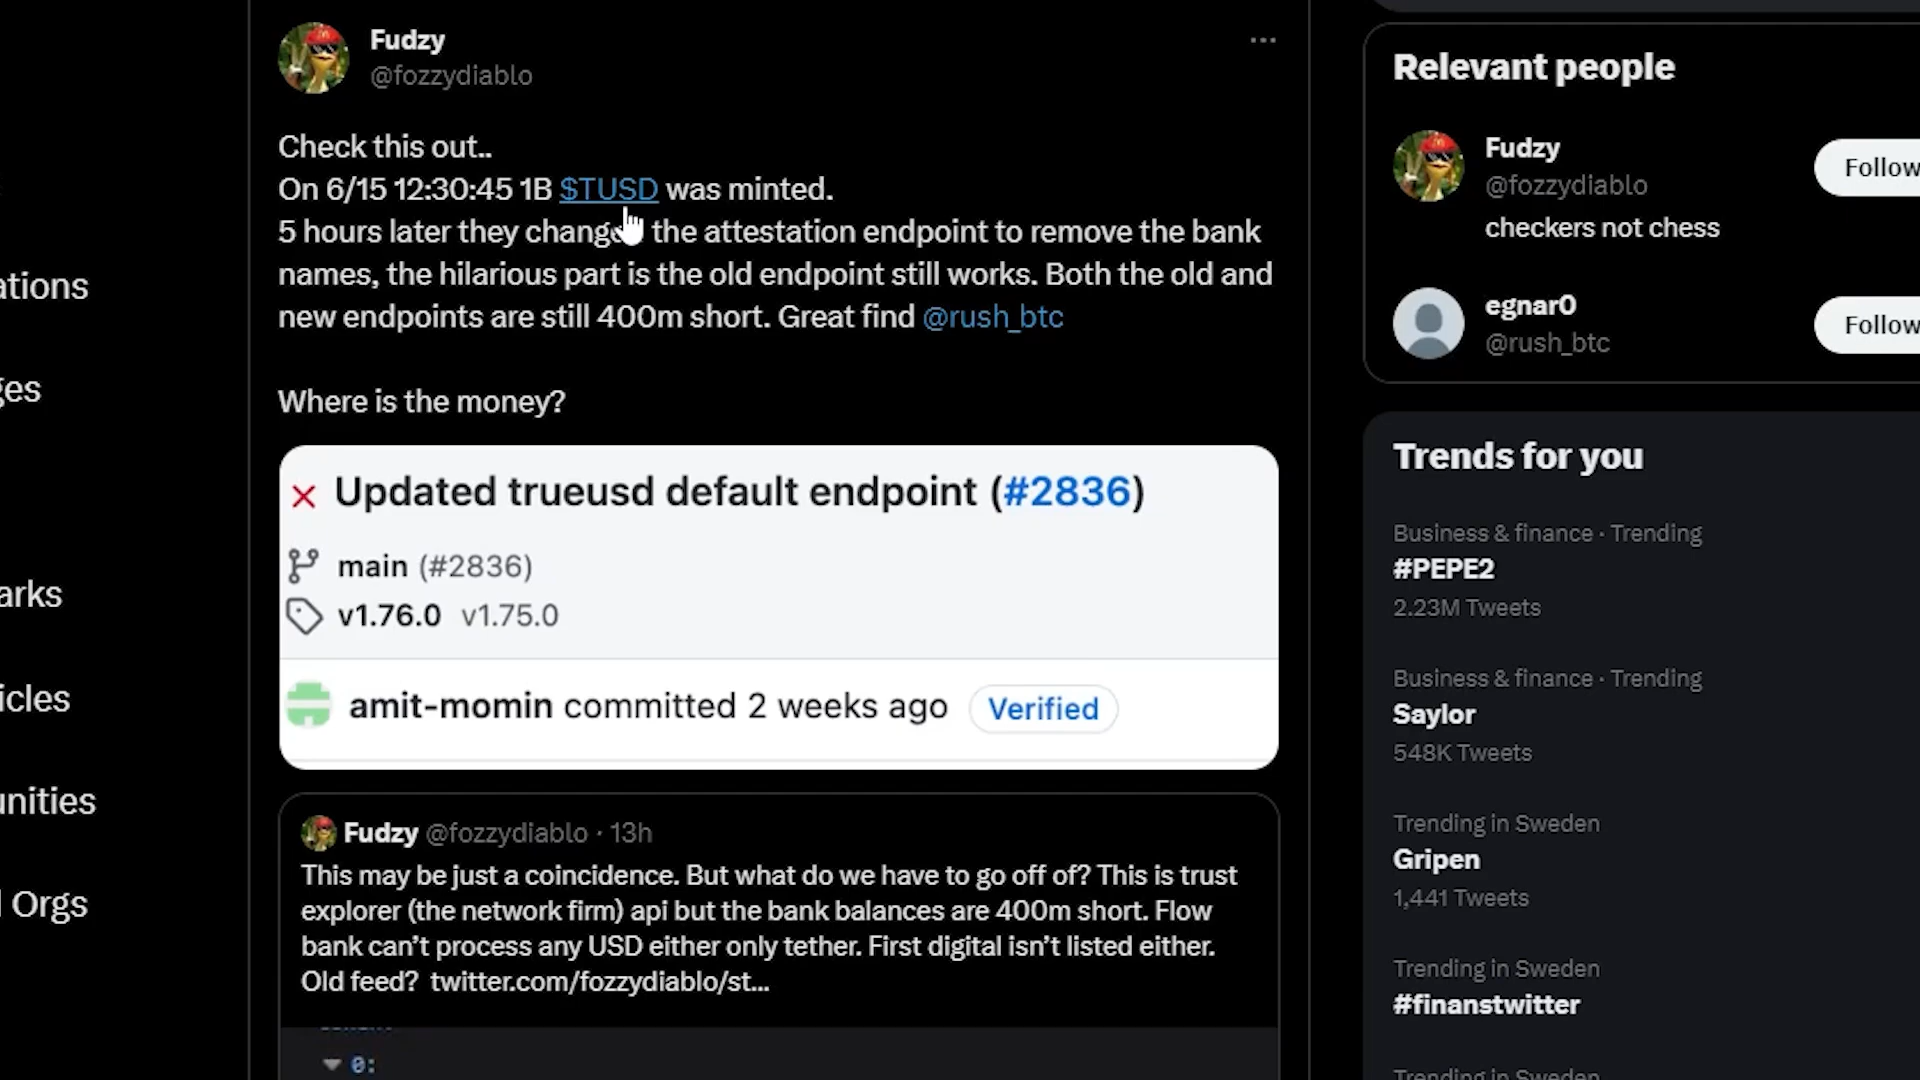 Fudzy
@fozzydiablo
Check this out..
On 6/15 12:30:45 1B $TUSD was minted.
5 hours later they change the attestation endpoint to remove the bank
names, the hilarious part is the old endpoint still works. Both the old and
new endpoints are still 400m short. Great find @rush_btc
Where is the money?
Updated trueusd default endpoint (#2836)
main (#2836)
v1.76.0 v1.75.0
amit-momin committed 2 weeks ago Verified
Fudzy @fozzydiablo · 13h
This may be just a coincidence. But what do we have to go off of? This is trust
explorer (the network firm) api but the bank balances are 400m short. Flow
bank can’t process any USD either only tether. First digital isn’t listed either.
Old feed? twitter.com/fozzydiablo/st...
0:
ations
ges
arks
icles
unities
Orgs
Relevant people
Fudzy
@fozzydiablo
Follow
checkers not chess
egnar0
@rush_btc
Follow
Trends for you
Business & finance · Trending
#PEPE2
2.23M Tweets
Business & finance · Trending
Saylor
548K Tweets
Trending in Sweden
Gripen
1,441 Tweets
Trending in Sweden
#finanstwitter
Trending in Sweden